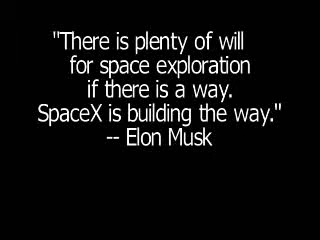 "There is plenty of will
for space exploration
if there is a way.
SpaceX is building the way."
-- Elon Musk